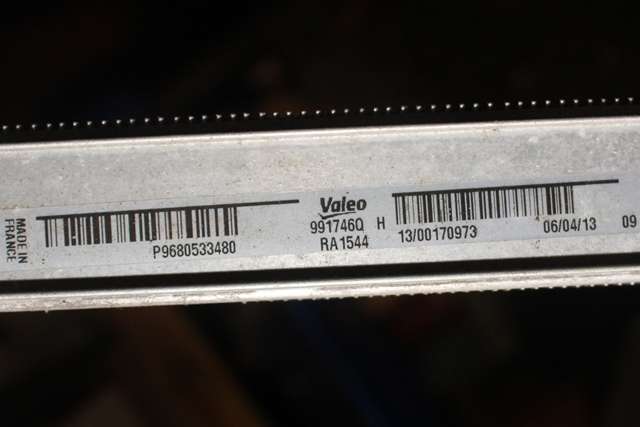 MADE IN
FRANCE
P9680533480
Valeo
991746Q H
RA1544
13/00170973
06/04/13
09